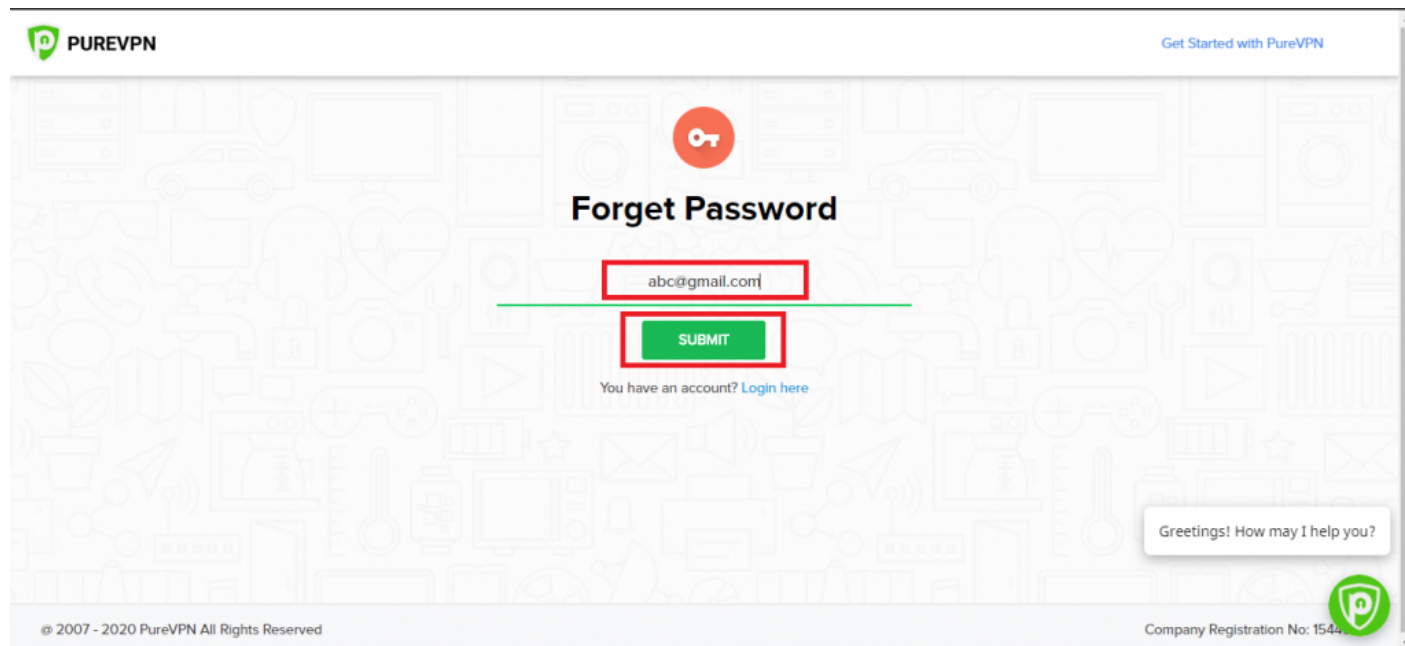 PUREVPN
Get Started with PureVPN
Forget Password
abc@gmail.com
SUBMIT
You have an account? Login here
Greetings! How may I help you?
@ 2007 - 2020 PureVPN All Rights Reserved
Company Registration No: